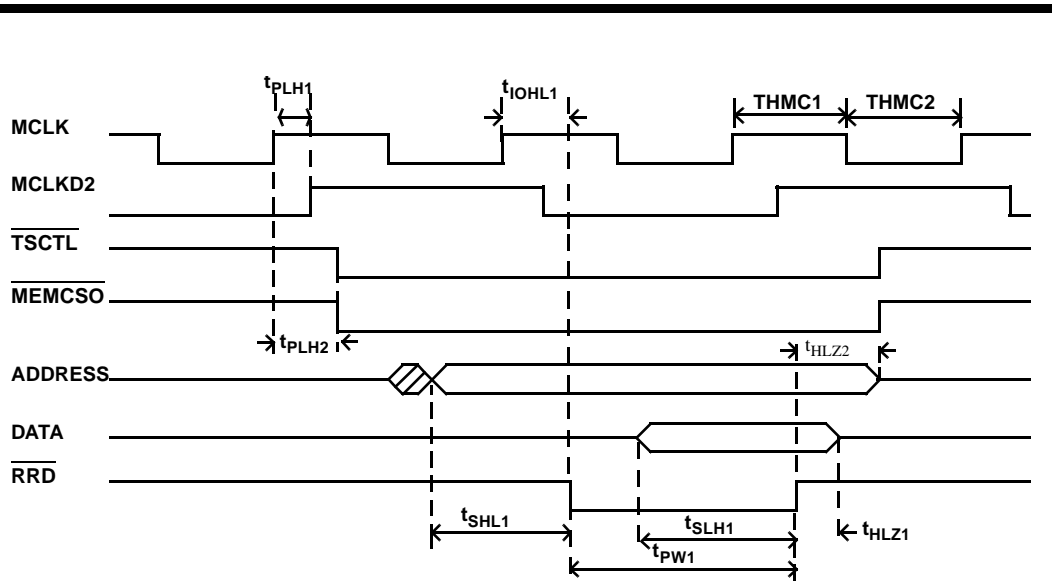 tPLH1
tIOHL1
THMC1 THMC2
MCLK
MCLKD2
TSCTL
MEMCSO
tPLH2
tHLZ2
ADDRESS
DATA
RRD
tSHL1
tSLH1
tHLZ1
tPW1